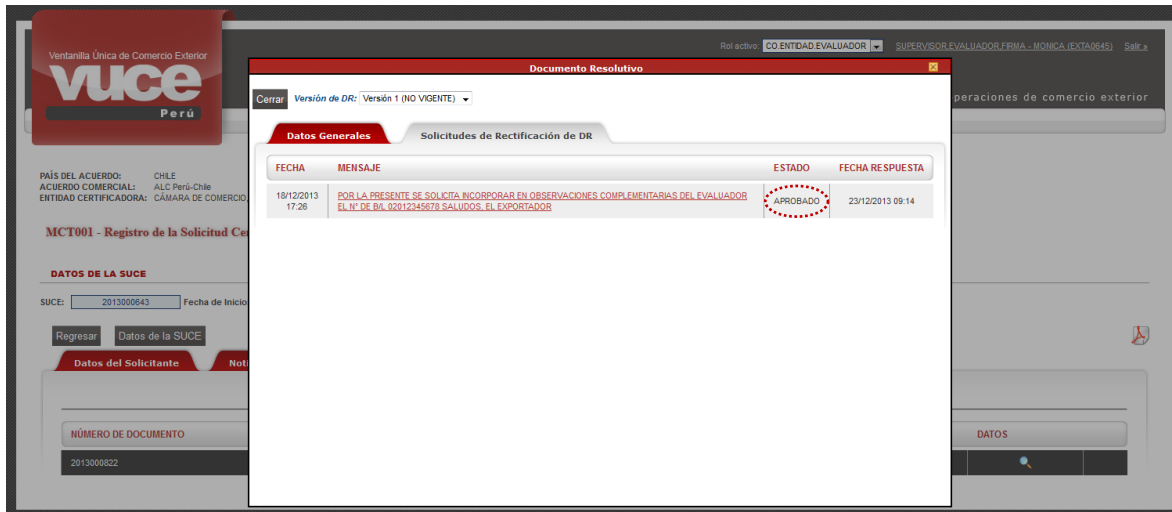 Rol activo: CO.ENTIDAD.EVALUADOR SUPERVISOR.EVALUADOR.FIRMA - MONICA (EXTA0645) Salir »
Ventanilla Única de Comercio Exterior
vuce
Perú
peraciones de comercio exterior
Documento Resolutivo
Cerrar Versión de DR: Versión 1 (NO VIGENTE)
Datos Generales Solicitudes de Rectificación de DR
FECHA MENSAJE ESTADO FECHA RESPUESTA
18/12/2013 17:26 POR LA PRESENTE SE SOLICITA INCORPORAR EN OBSERVACIONES COMPLEMENTARIAS DEL EVALUADOR
EL N° DE B/L 02012345678 SALUDOS, EL EXPORTADOR APROBADO 23/12/2013 09:14
PAÍS DEL ACUERDO: CHILE
ACUERDO COMERCIAL: ALC Perú-Chile
ENTIDAD CERTIFICADORA: CÁMARA DE COMERCIO,
MCT001 - Registro de la Solicitud Cer
DATOS DE LA SUCE
SUCE: 2013000643 Fecha de Inicio:
Regresar Datos de la SUCE
Datos del Solicitante Noti
NÚMERO DE DOCUMENTO DATOS
2013000822